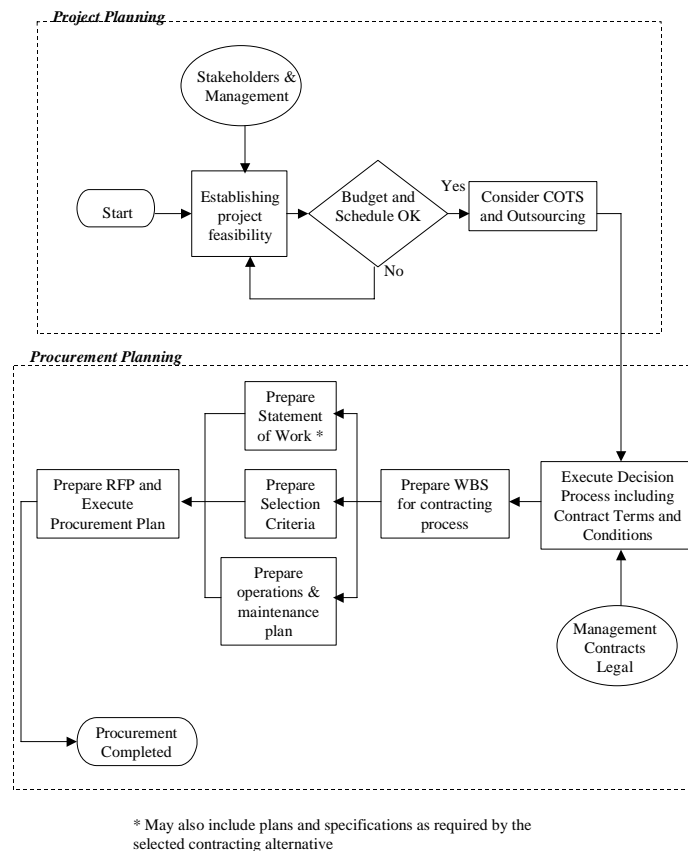 Project Planning
Stakeholders &
Management
Start
Establishing
project
feasibility
Budget and
Schedule OK
Yes
No
Consider COTS
and Outsourcing
Procurement Planning
Prepare
Statement
of Work *
Prepare RFP and
Execute
Procurement Plan
Prepare
Selection
Criteria
Prepare WBS
for contracting
process
Execute Decision
Process including
Contract Terms and
Conditions
Prepare
operations &
maintenance
plan
Management
Contracts
Legal
Procurement
Completed
* May also include plans and specifications as required by the
selected contracting alternative